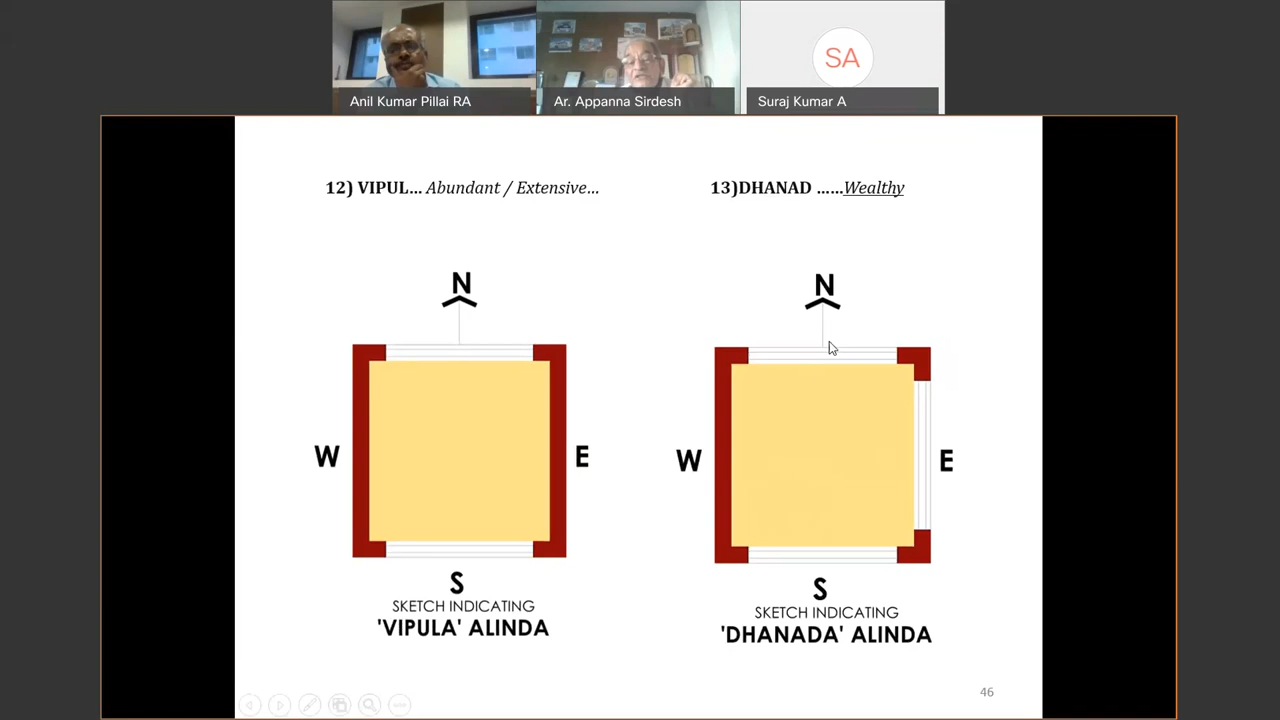 SA
Anil Kumar Pillai RA
Ar. Appanna Sirdesh
Suraj Kumar A
12) VIPUL... Abundant / Extensive...
13)DHANAD ......Wealthy
N
N
W
E
W
E
S
S
SKETCH INDICATING
'VIPULA' ALINDA
SKETCH INDICATING
'DHANADA' ALINDA
46